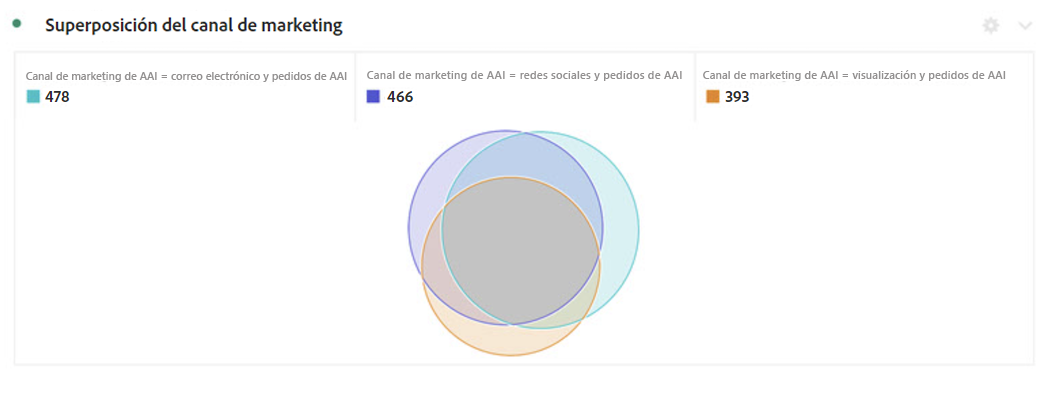 Superposición del canal de marketing
Canal de marketing de AAI = correo electrónico y pedidos de AAI
478
Canal de marketing de AAI = redes sociales y pedidos de AAI
466
Canal de marketing de AAI = visualización y pedidos de AAI
393